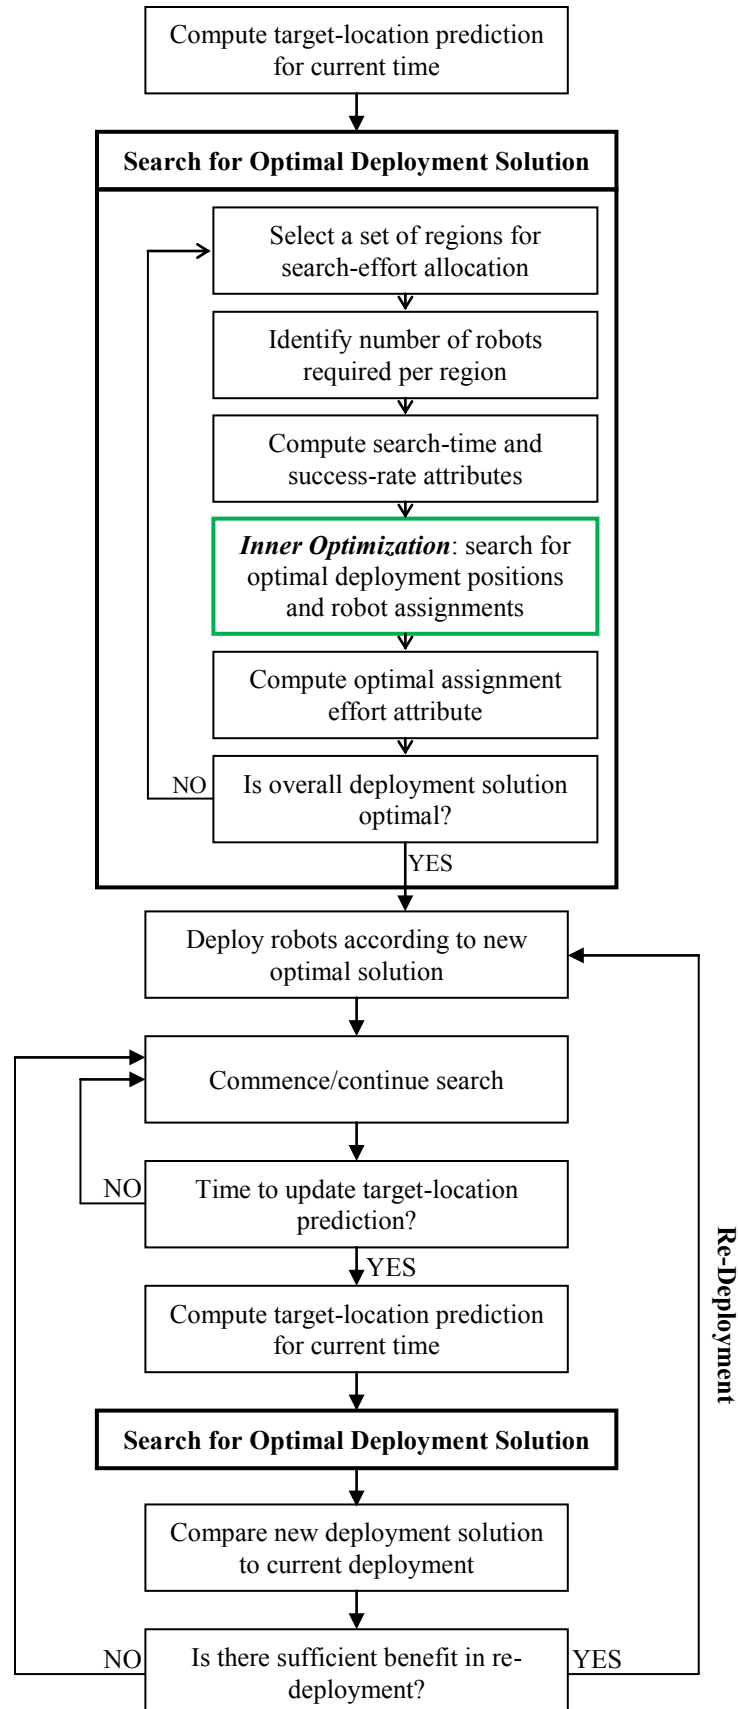 Compute target-location prediction
for current time
Search for Optimal Deployment Solution
Select a set of regions for
search-effort allocation
Identify number of robots
required per region
Compute search-time and
success-rate attributes
Inner Optimization: search for
optimal deployment positions
and robot assignments
Compute optimal assignment
effort attribute
Is overall deployment solution
optimal?
NO
YES
Deploy robots according to new
optimal solution
Commence/continue search
Time to update target-location
prediction?
NO
YES
Compute target-location prediction
for current time
Search for Optimal Deployment Solution
Compare new deployment solution
to current deployment
Is there sufficient benefit in re-
deployment?
NO
YES
Re-Deployment